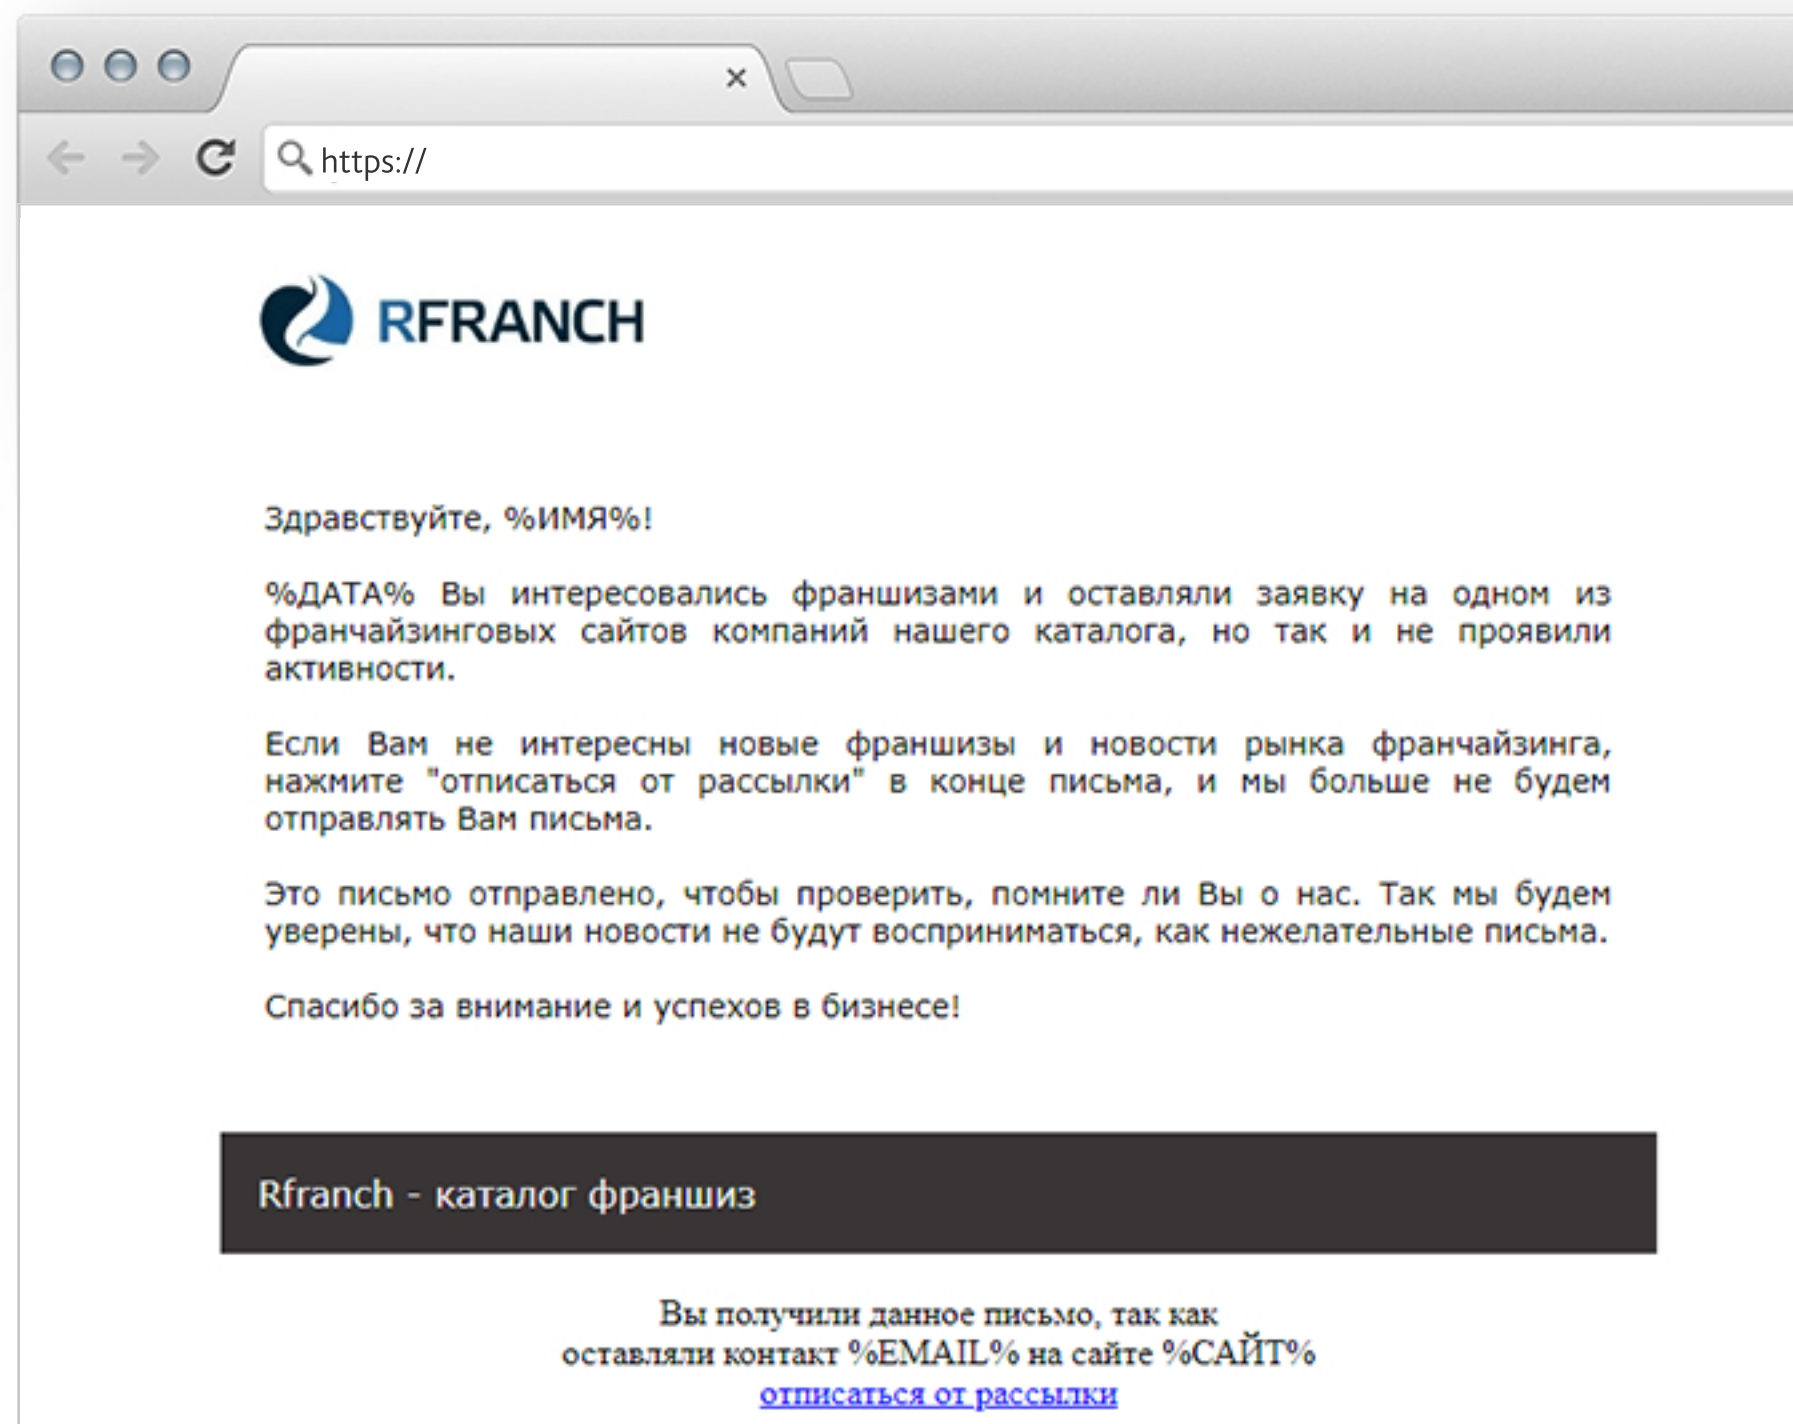 https://
RFRANCH
Здравствуйте, %ИМЯ%!
%ДАТА% Вы интересовались франшизами и оставляли заявку на одном из
франчайзинговых сайтов компаний нашего каталога, но так и не проявили
активности.
Если Вам не интересны новые франшизы и новости рынка франчайзинга,
нажмите "отписаться от рассылки" в конце письма, и мы больше не будем
отправлять Вам письма.
Это письмо отправлено, чтобы проверить, помните ли Вы о нас. Так мы будем
уверены, что наши новости не будут восприниматься, как нежелательные письма.
Спасибо за внимание и успехов в бизнесе!
Rfranch - каталог франшиз
Вы получили данное письмо, так как
оставляли контакт %EMAIL% на сайте %САЙТ%
отписаться от рассылки